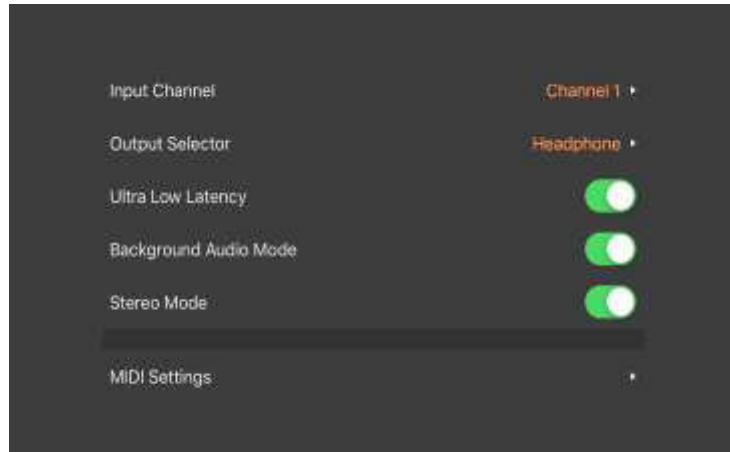 Input Channel Channel 1
Output Selector Headphone
Ultra Low Latency
Background Audio Mode
Stereo Mode
MIDI Settings